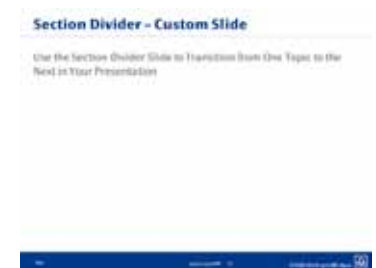 Section Divider – Custom Slide
Use the Section Divider Slide to Transition from One Topic to the
Next in Your Presentation